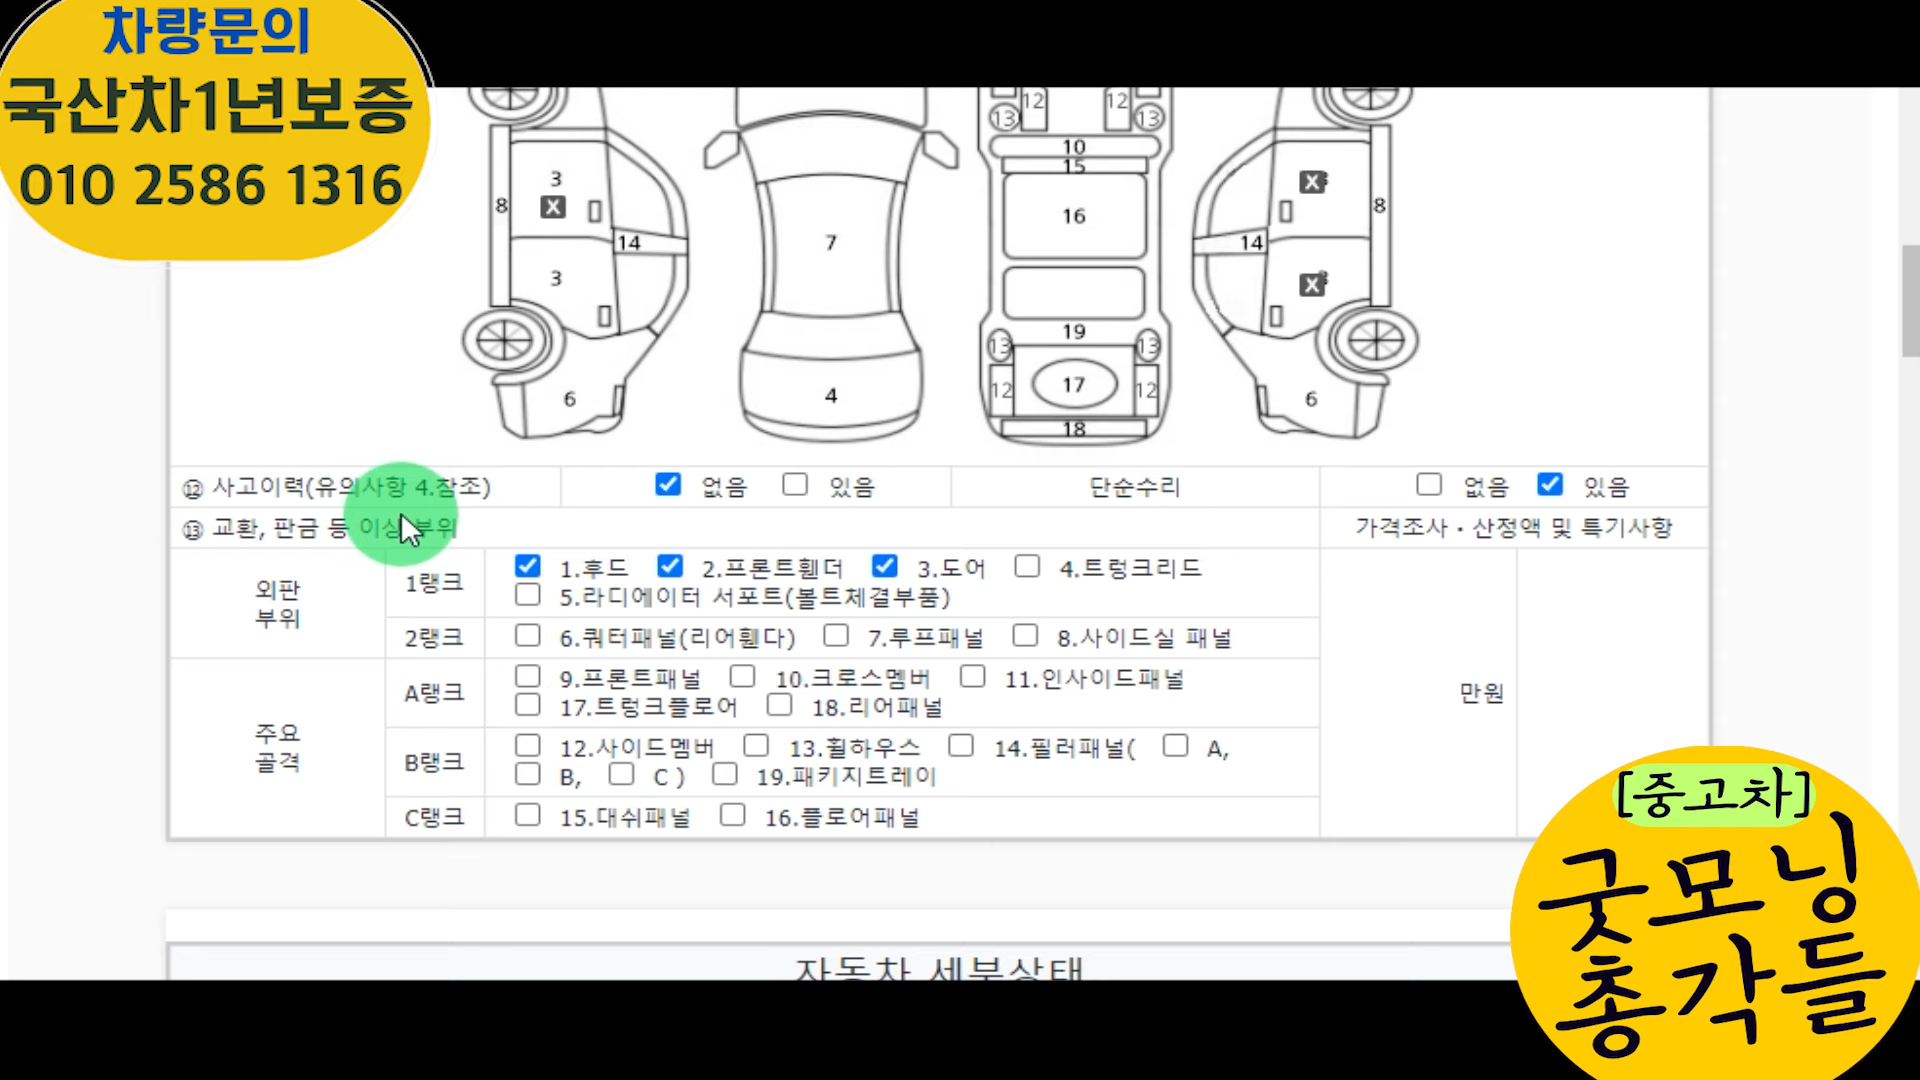 차량문의
국산차1년보증
010 2586 1316
12 12
13 13
10
15
3 X
8
14
3
7
16
X
8
14
X
19
13 13
12 17 12
6
4
18
6
⑫ 사고이력(유의사항 4.참조) 없음 있음 단순수리 없음 있음
⑬ 교환, 판금 등 이상 부위 가격조사・산정액 및 특기사항
외판
부위
1랭크
1.후드 2.프론트휀더 3.도어 4.트렁크리드
5.라디에이터 서포트(볼트체결부품)
2랭크
6.쿼터패널(리어휀다) 7.루프패널 8.사이드실 패널
주요
골격
A랭크
9.프론트패널 10.크로스멤버 11.인사이드패널
17.트렁크플로어 18.리어패널
B랭크
12.사이드멤버 13.휠하우스 14.필러패널( A,
B, C ) 19.패키지트레이
C랭크
15.대쉬패널 16.플로어패널
만원
자동차 세부상태
[중고차]
굿모닝
총각들